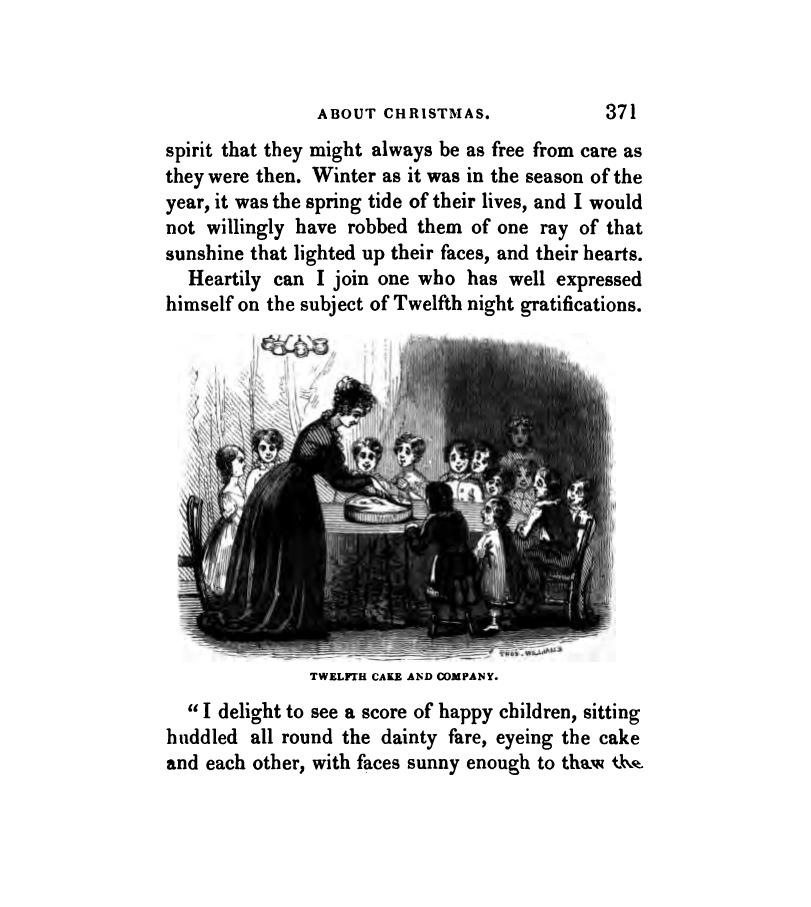 ABOUT CHRISTMAS. 371
spirit that they might always be as free from care as
they were then. Winter as it was in the season of the
year, it was the spring tide of their lives, and I would
not willingly have robbed them of one ray of that
sunshine that lighted up their faces, and their hearts.
Heartily can I join one who has well expressed
himself on the subject of Twelfth night gratifications.
THOS. WILLIAMS
TWELFTH CAKE AND COMPANY.
“I delight to see a score of happy children, sitting
huddled all round the dainty fare, eyeing the cake
and each other, with faces sunny enough to thaw the